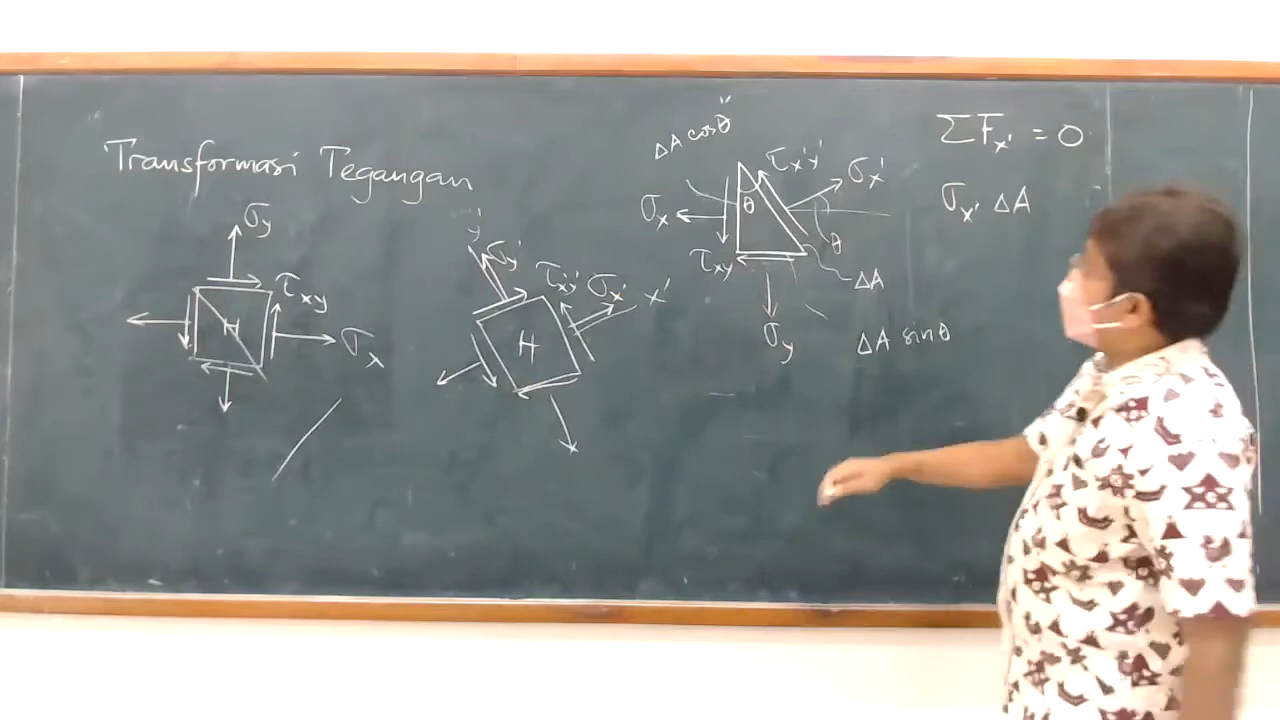 Transformasi Tegangan
σy
τxy
H
σx
y'
σy'
τx'y'
σx'
x'
H
ΔA cos θ
τx'y'
σx'
σx
θ
θ
τxy
ΔA
σy
ΔA sin θ
ΣFx' = 0
σx' ΔA